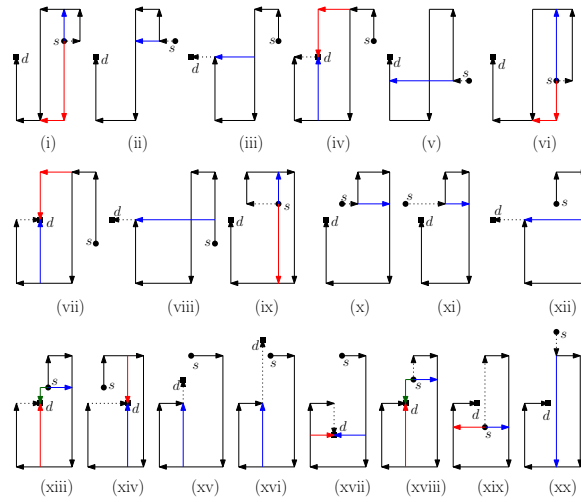 s d s d s d s d s d s d s
(i) (ii) (iii) (iv) (v) (vi)
d s d s s d s d s d d s
(vii) (viii) (ix) (x) (xi) (xii)
s d s d s d d s s d s d d s s d
(xiii) (xiv) (xv) (xvi) (xvii) (xviii) (xix) (xx)